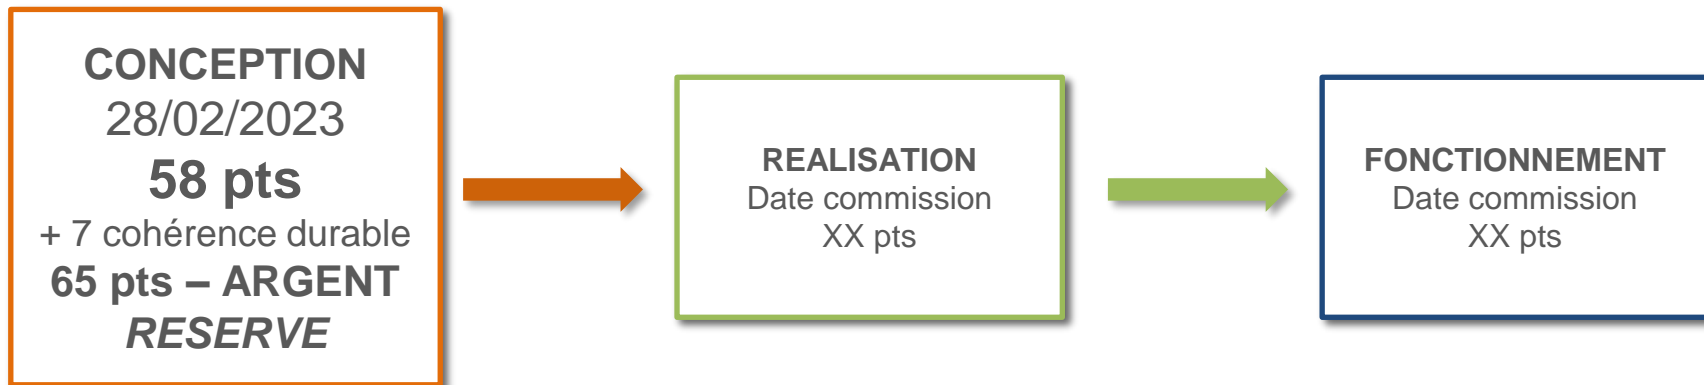 CONCEPTION
28/02/2023
58 pts
+ 7 cohérence durable
65 pts – ARGENT
RESERVE
REALISATION
Date commission
XX pts
FONCTIONNEMENT
Date commission
XX pts